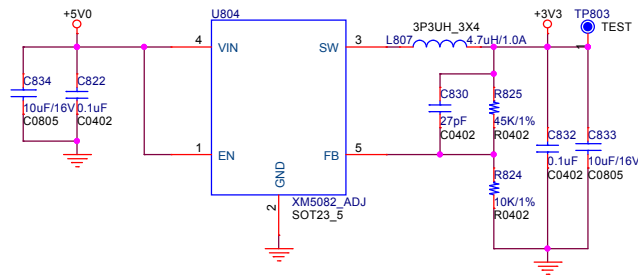 +5V0
U804
3P3UH_3X4
+3V3
TP803
4
VIN
SW
3
L807
4.7uH/1.0A
1
TEST
C834
C822
10uF/16V
0.1uF
C0805
C0402
C830
27pF
C0402
R825
45K/1%
R0402
C832
C833
0.1uF
10uF/16V
C0402
C0805
1
EN
FB
5
GND
2
R824
10K/1%
R0402
XM5082_ADJ
SOT23_5